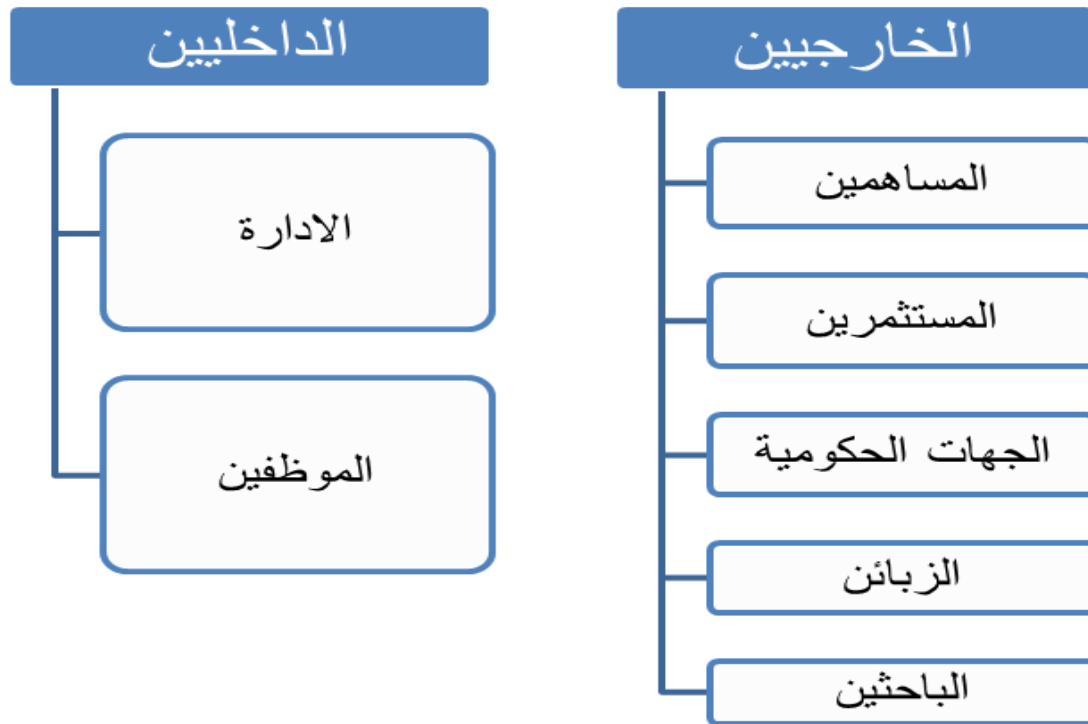 الخارجيين
المساهمين
المستثمرين
الجهات الحكومية
الزبائن
الباحثين
الداخليين
الادارة
الموظفين